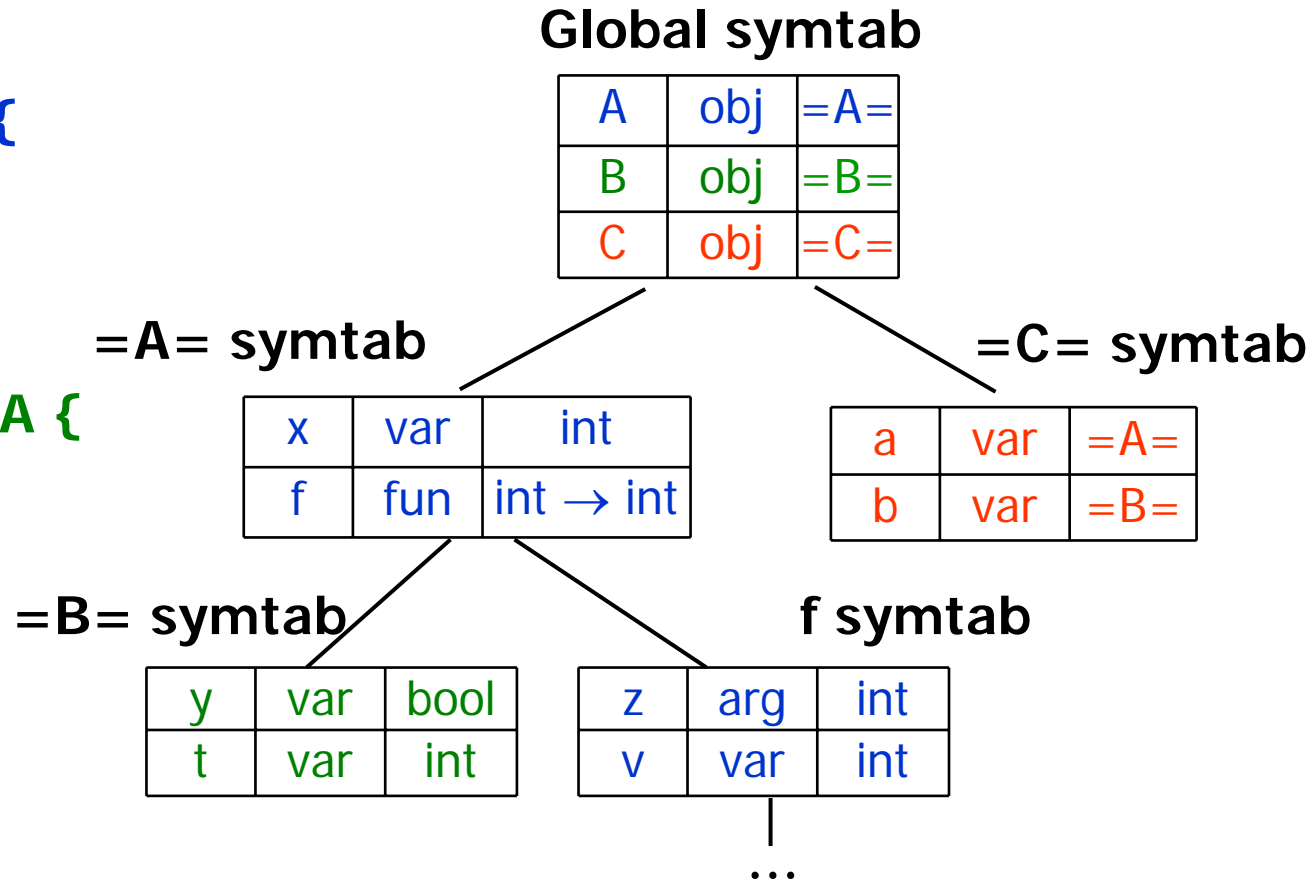 Global symtab
{
A obj =A=
B obj =B=
C obj =C=
=A= symtab
=C= symtab
A {
x var int
f fun int → int
a var =A=
b var =B=
=B= symtab
f symtab
y var bool
t var int
z arg int
v var int
...